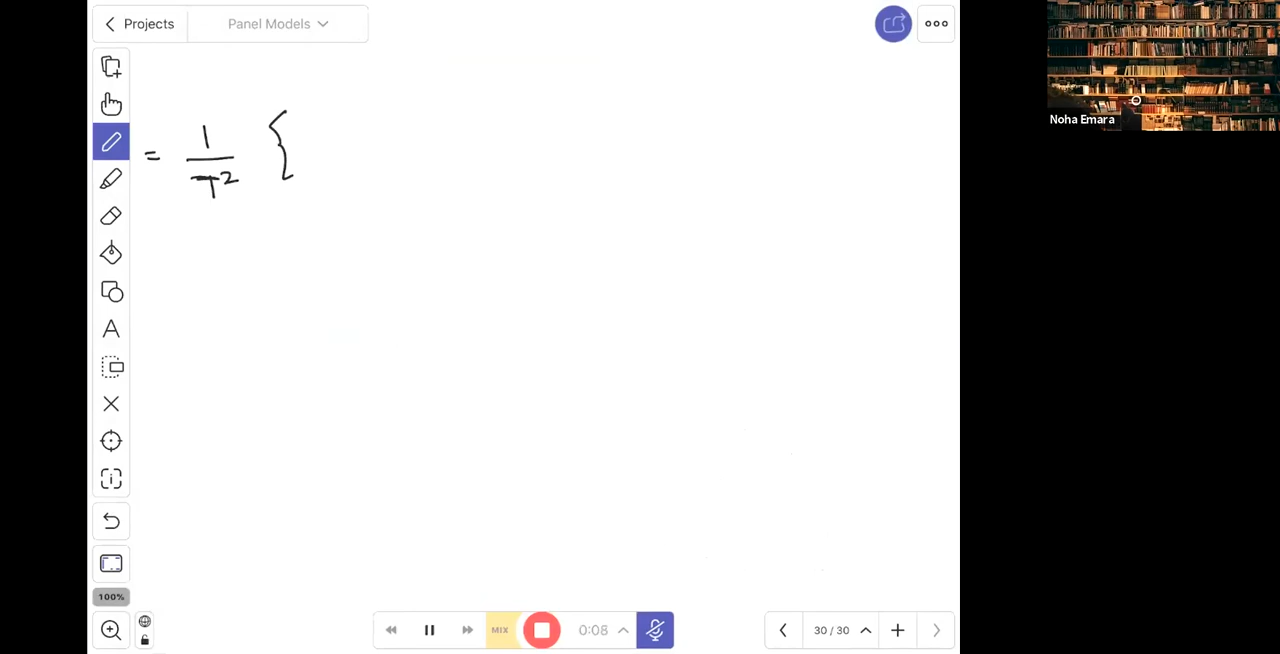 Projects
Panel Models
Noha Emara
= 1/T² {
A
100%
MIX
0:08
30 / 30